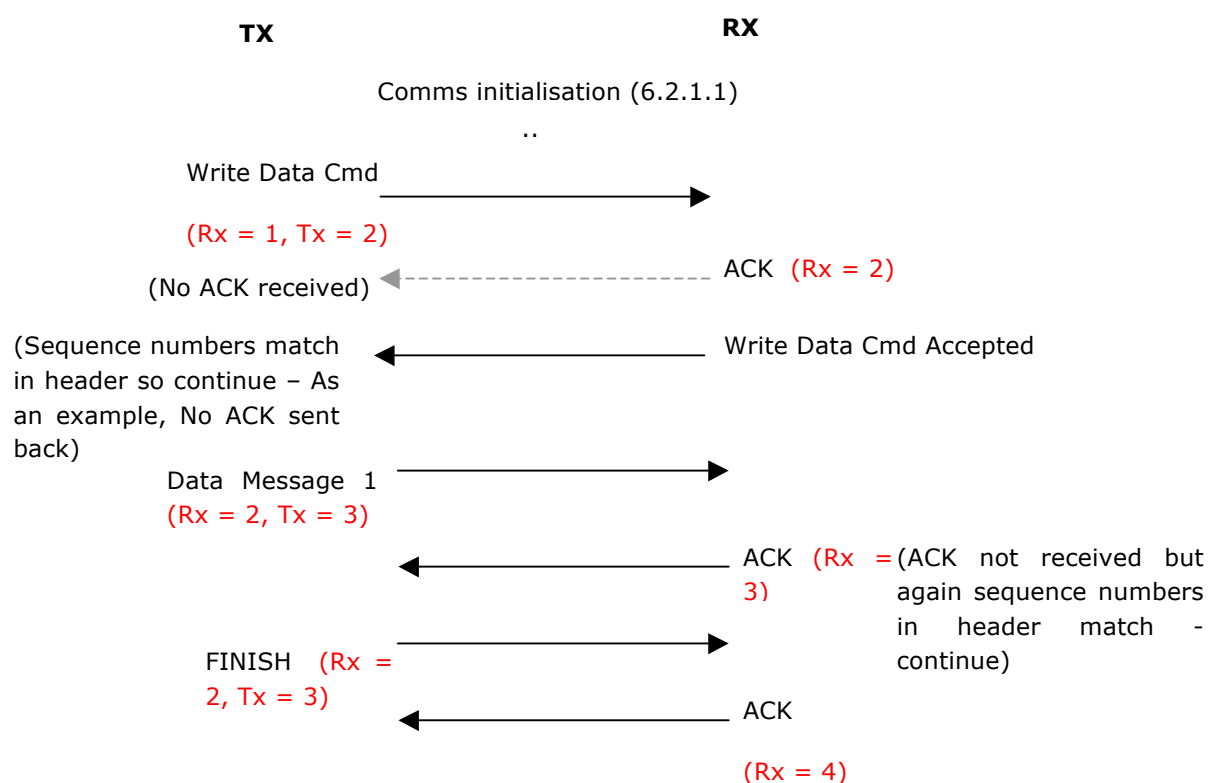 TX
RX
Comms initialisation (6.2.1.1)
..
Write Data Cmd
(Rx = 1, Tx = 2)
ACK (Rx = 2)
(No ACK received)
(Sequence numbers match
in header so continue – As
an example, No ACK sent
back)
Write Data Cmd Accepted
Data Message 1
(Rx = 2, Tx = 3)
ACK (Rx =
3)
(ACK not received but
again sequence numbers
in header match -
continue)
FINISH (Rx =
2, Tx = 3)
ACK
(Rx = 4)